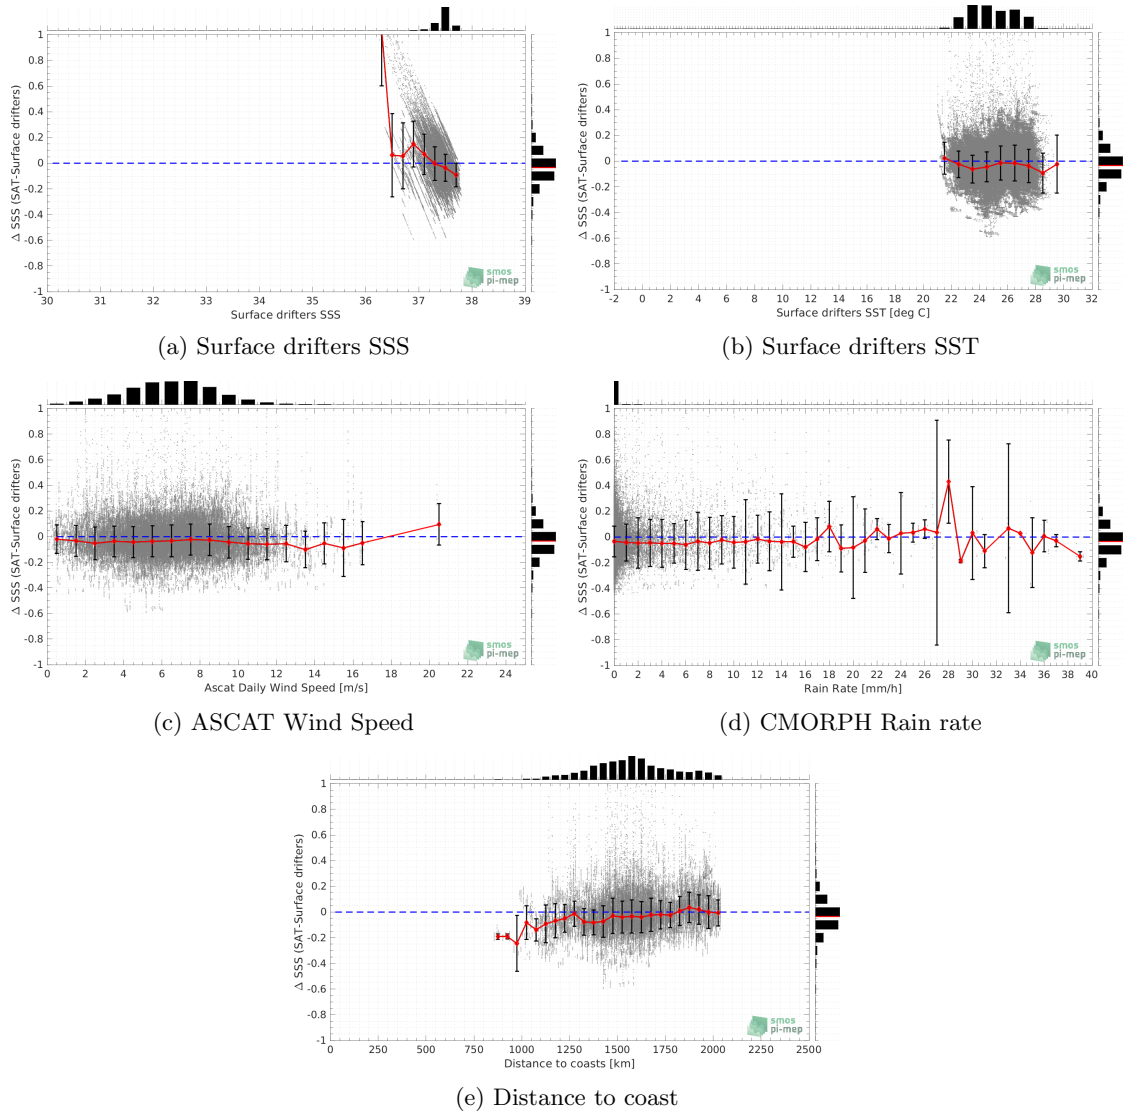 1
0.8
0.6
0.4
0.2
0
-0.2
-0.4
-0.6
-0.8
-1
Δ SSS (SAT-Surface drifters)
smos
pi-mep
30 31 32 33 34 35 36 37 38 39
Surface drifters SSS
(a) Surface drifters SSS
1
0.8
0.6
0.4
0.2
0
-0.2
-0.4
-0.6
-0.8
-1
Δ SSS (SAT-Surface drifters)
smos
pi-mep
-2 0 2 4 6 8 10 12 14 16 18 20 22 24 26 28 30 32
Surface drifters SST [deg C]
(b) Surface drifters SST
1
0.8
0.6
0.4
0.2
0
-0.2
-0.4
-0.6
-0.8
-1
Δ SSS (SAT-Surface drifters)
smos
pi-mep
0 2 4 6 8 10 12 14 16 18 20 22 24
Ascat Daily Wind Speed [m/s]
(c) ASCAT Wind Speed
1
0.8
0.6
0.4
0.2
0
-0.2
-0.4
-0.6
-0.8
-1
Δ SSS (SAT-Surface drifters)
smos
pi-mep
0 2 4 6 8 10 12 14 16 18 20 22 24 26 28 30 32 34 36 38 40
Rain Rate [mm/h]
(d) CMORPH Rain rate
1
0.8
0.6
0.4
0.2
0
-0.2
-0.4
-0.6
-0.8
-1
Δ SSS (SAT-Surface drifters)
smos
pi-mep
0 250 500 750 1000 1250 1500 1750 2000 2250 2500
Distance to coasts [km]
(e) Distance to coast